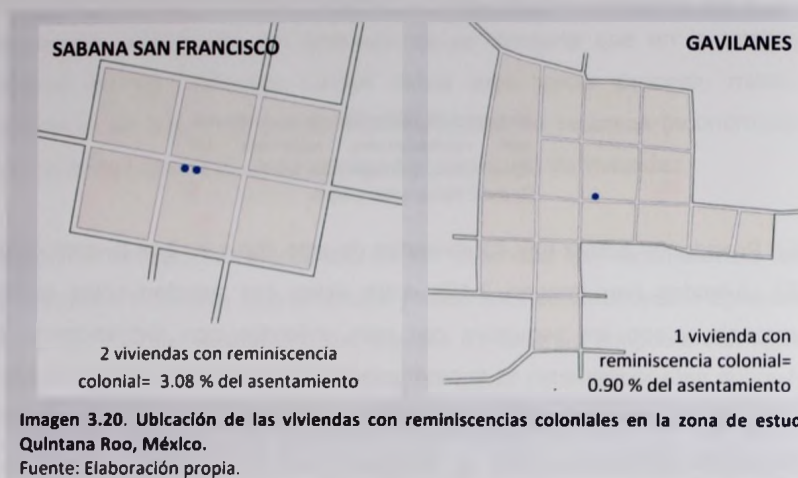 SABANA SAN FRANCISCO
2 viviendas con reminiscencia
colonial= 3.08 % del asentamiento
GAVILANES
1 vivienda con
reminiscencia colonial=
0.90 % del asentamiento
Imagen 3.20. Ubicación de las viviendas con reminiscencias coloniales en la zona de estud
Quintana Roo, México.
Fuente: Elaboración propia.